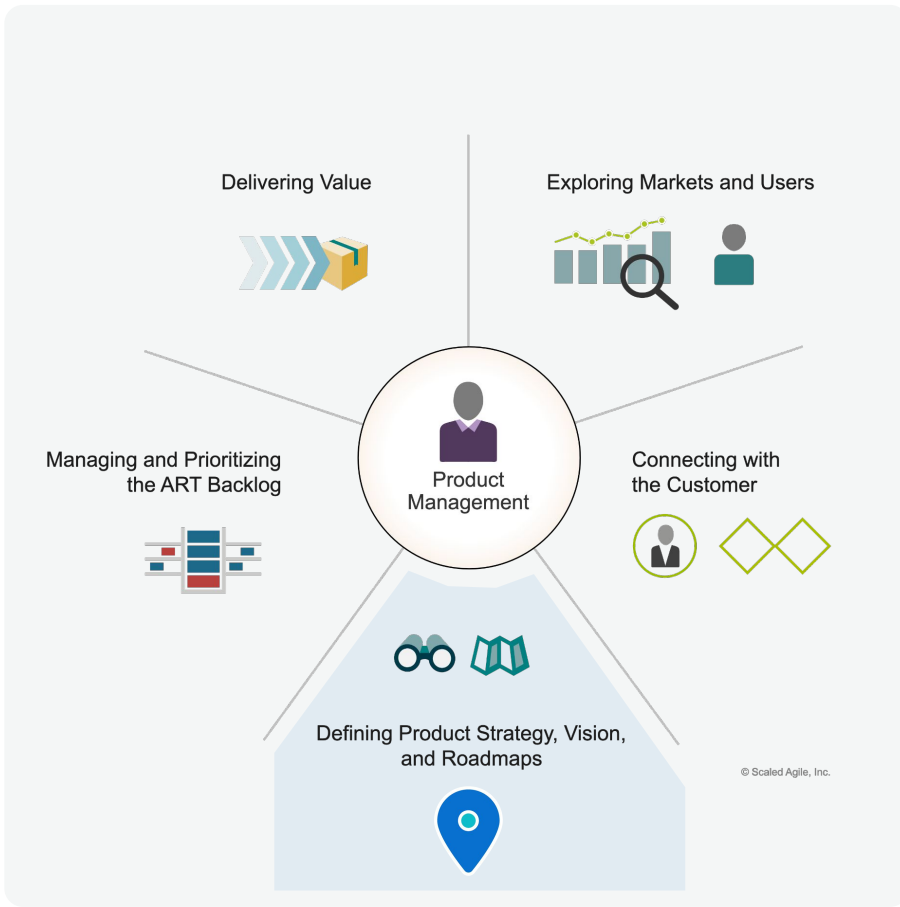 Delivering Value
Exploring Markets and Users
Product
Management
Managing and Prioritizing
the ART Backlog
Connecting with
the Customer
Defining Product Strategy, Vision,
and Roadmaps
© Scaled Agile, Inc.